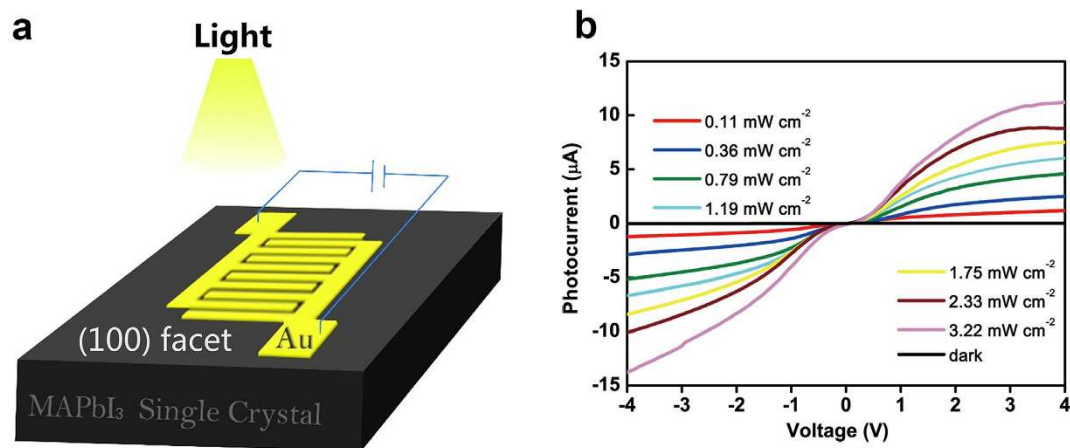 a
Light
Au
(100) facet
MAPbI₃ Single Crystal
b
Photocurrent (μA)
15
10
5
0
-5
-10
-15
0.11 mW cm⁻²
0.36 mW cm⁻²
0.79 mW cm⁻²
1.19 mW cm⁻²
1.75 mW cm⁻²
2.33 mW cm⁻²
3.22 mW cm⁻²
dark
-4 -3 -2 -1 0 1 2 3 4
Voltage (V)